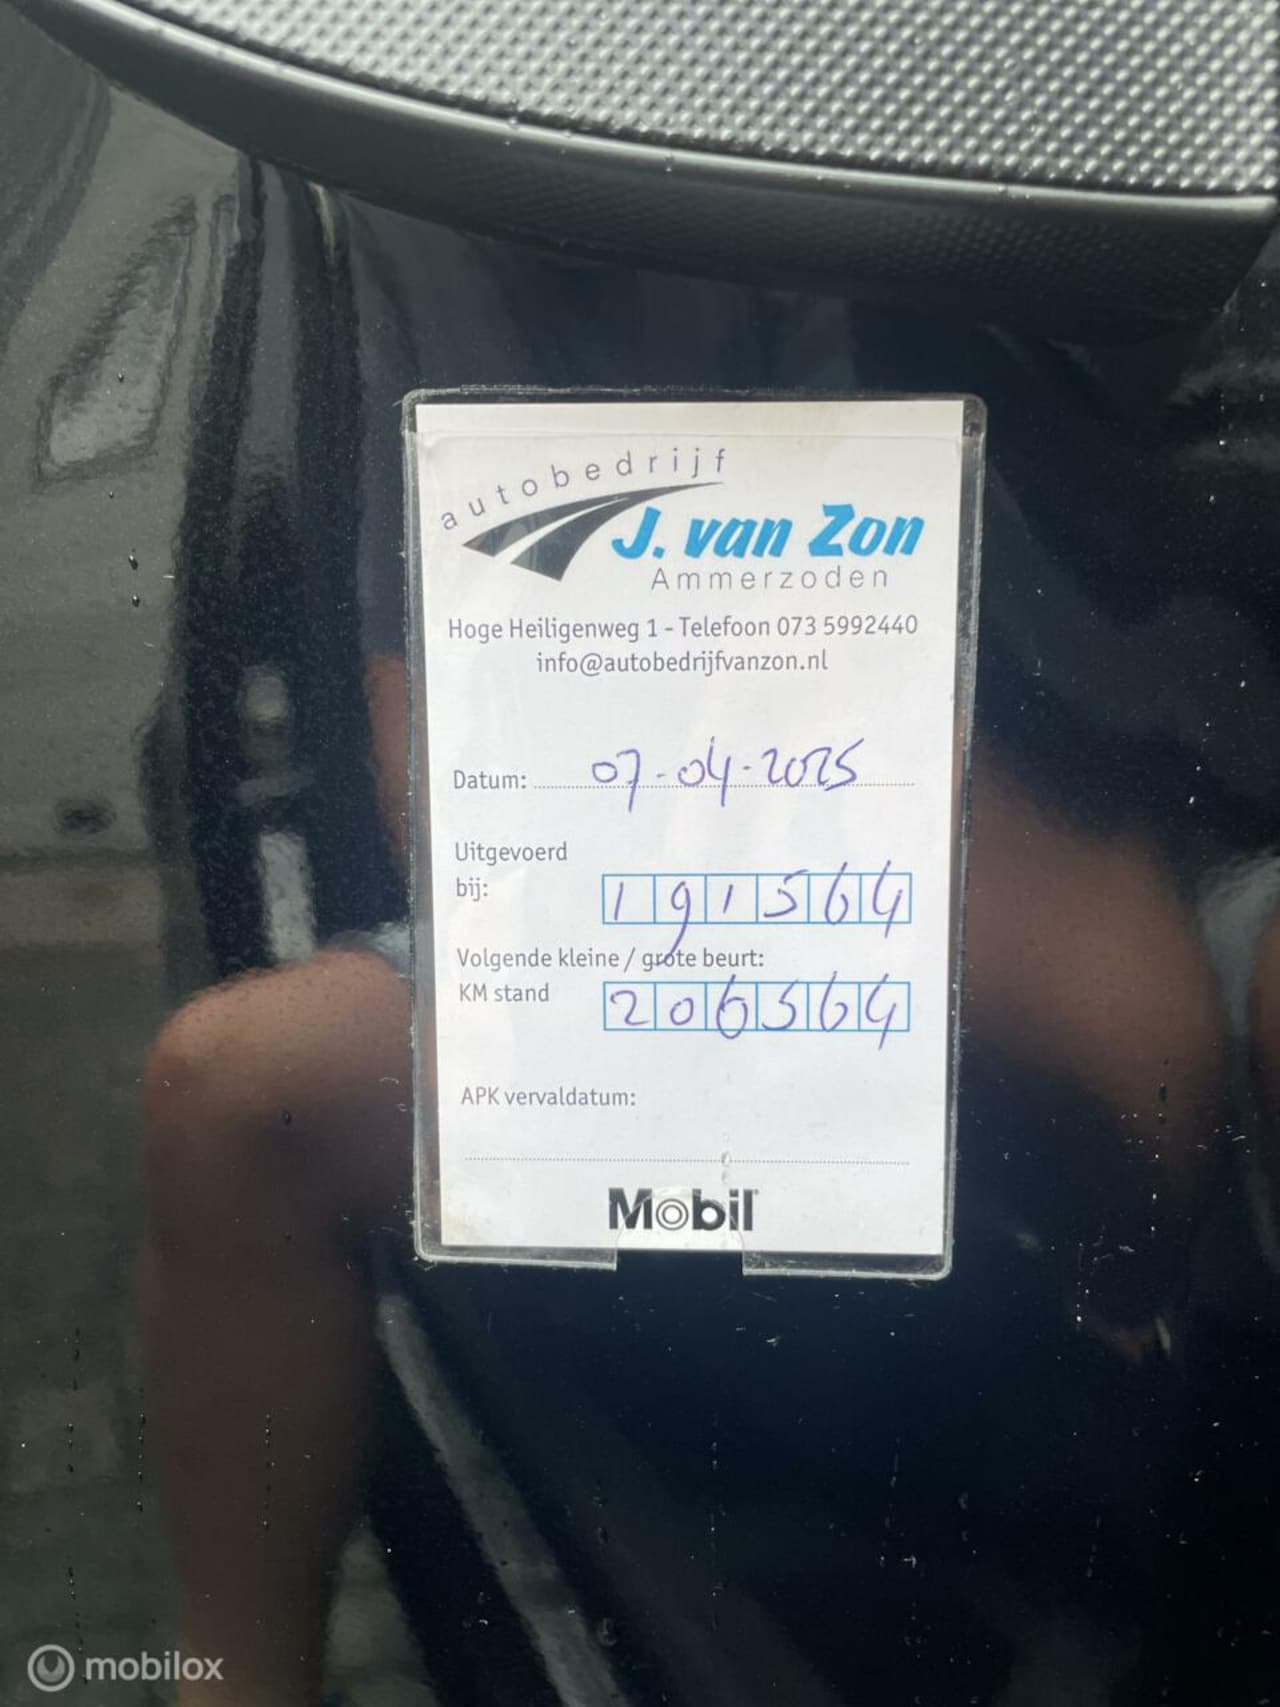 autobedrijf
J. van Zon
Ammerzoden
Hoge Heiligenweg 1 - Telefoon 073 5992440
info@autobedrijfvanzon.nl
Datum: 07-04-2025
Uitgevoerd
bij: 191564
Volgende kleine / grote beurt:
KM stand 206564
APK vervaldatum:
Mobil
mobilox